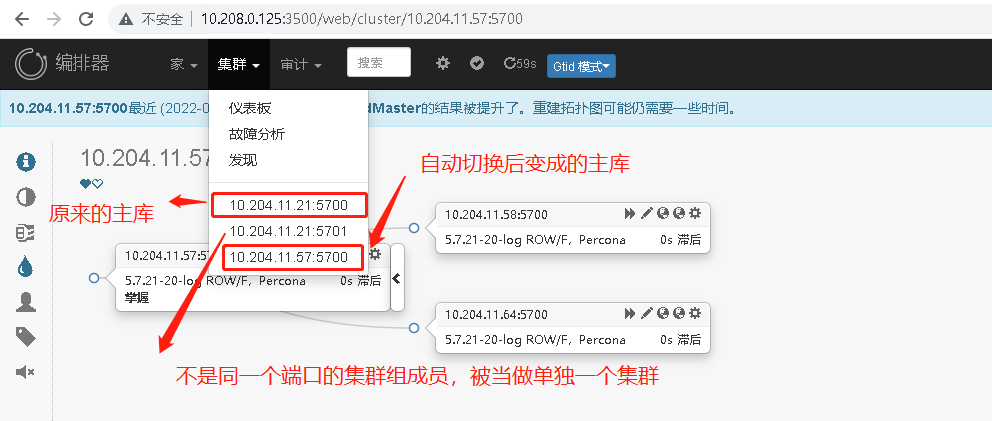 不安全 | 10.208.0.125:3500/web/cluster/10.204.11.57:5700
编排器 家 集群 审计 搜索 59s Gtid 模式
10.204.11.57:5700最近 (2022-0 dMaster的结果被提升了。重建拓扑图可能仍需要一些时间。
仪表板
故障分析
发现
10.204.11.57
自动切换后变成的主库
原来的主库
10.204.11.21:5700
10.204.11.21:5701
10.204.11.57:5700
10.204.11.58:5700
5.7.21-20-log ROW/F，Percona 0s 滞后
10.204.11.57:57
5.7.21-20-log ROW/F，Percona 0s 滞后
掌握
10.204.11.64:5700
5.7.21-20-log ROW/F，Percona 0s 滞后
不是同一个端口的集群组成员，被当做单独一个集群